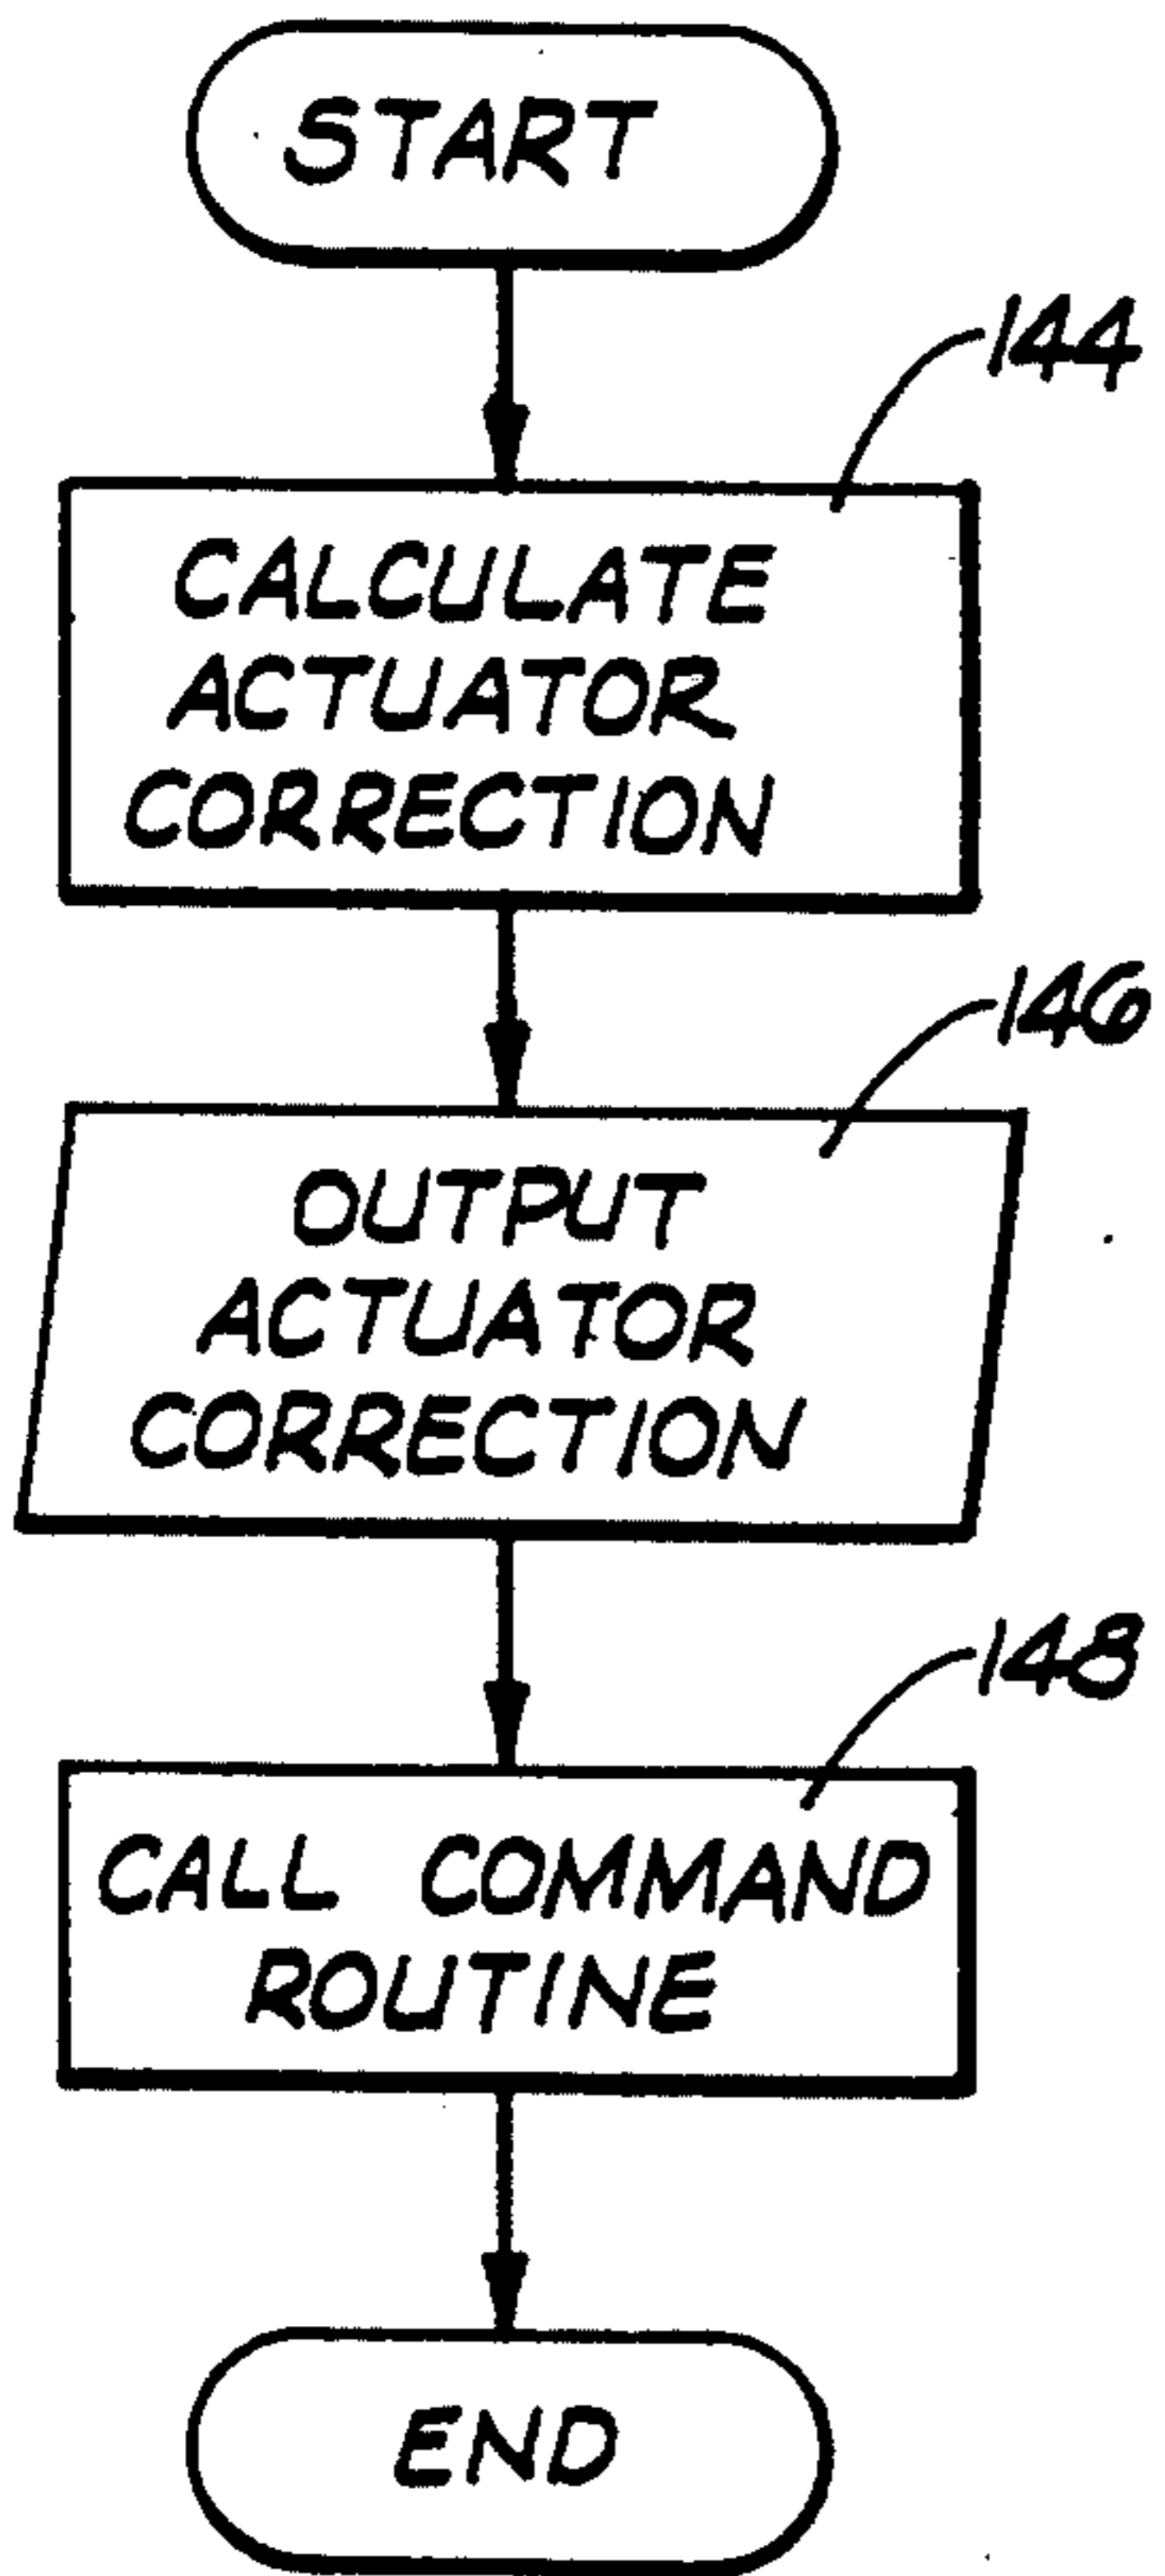 START
144
CALCULATE
ACTUATOR
CORRECTION
146
OUTPUT
ACTUATOR
CORRECTION
148
CALL COMMAND
ROUTINE
END